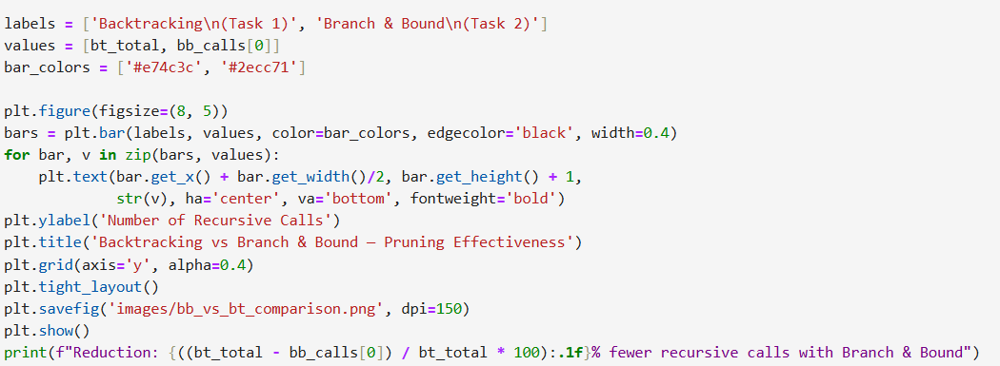 labels = ['Backtracking\n(Task 1)', 'Branch & Bound\n(Task 2)']
values = [bt_total, bb_calls[0]]
bar_colors = ['#e74c3c', '#2ecc71']

plt.figure(figsize=(8, 5))
bars = plt.bar(labels, values, color=bar_colors, edgecolor='black', width=0.4)
for bar, v in zip(bars, values):
    plt.text(bar.get_x() + bar.get_width()/2, bar.get_height() + 1,
             str(v), ha='center', va='bottom', fontweight='bold')
plt.ylabel('Number of Recursive Calls')
plt.title('Backtracking vs Branch & Bound — Pruning Effectiveness')
plt.grid(axis='y', alpha=0.4)
plt.tight_layout()
plt.savefig('images/bb_vs_bt_comparison.png', dpi=150)
plt.show()
print(f"Reduction: {((bt_total - bb_calls[0]) / bt_total * 100):.1f}% fewer recursive calls with Branch & Bound")